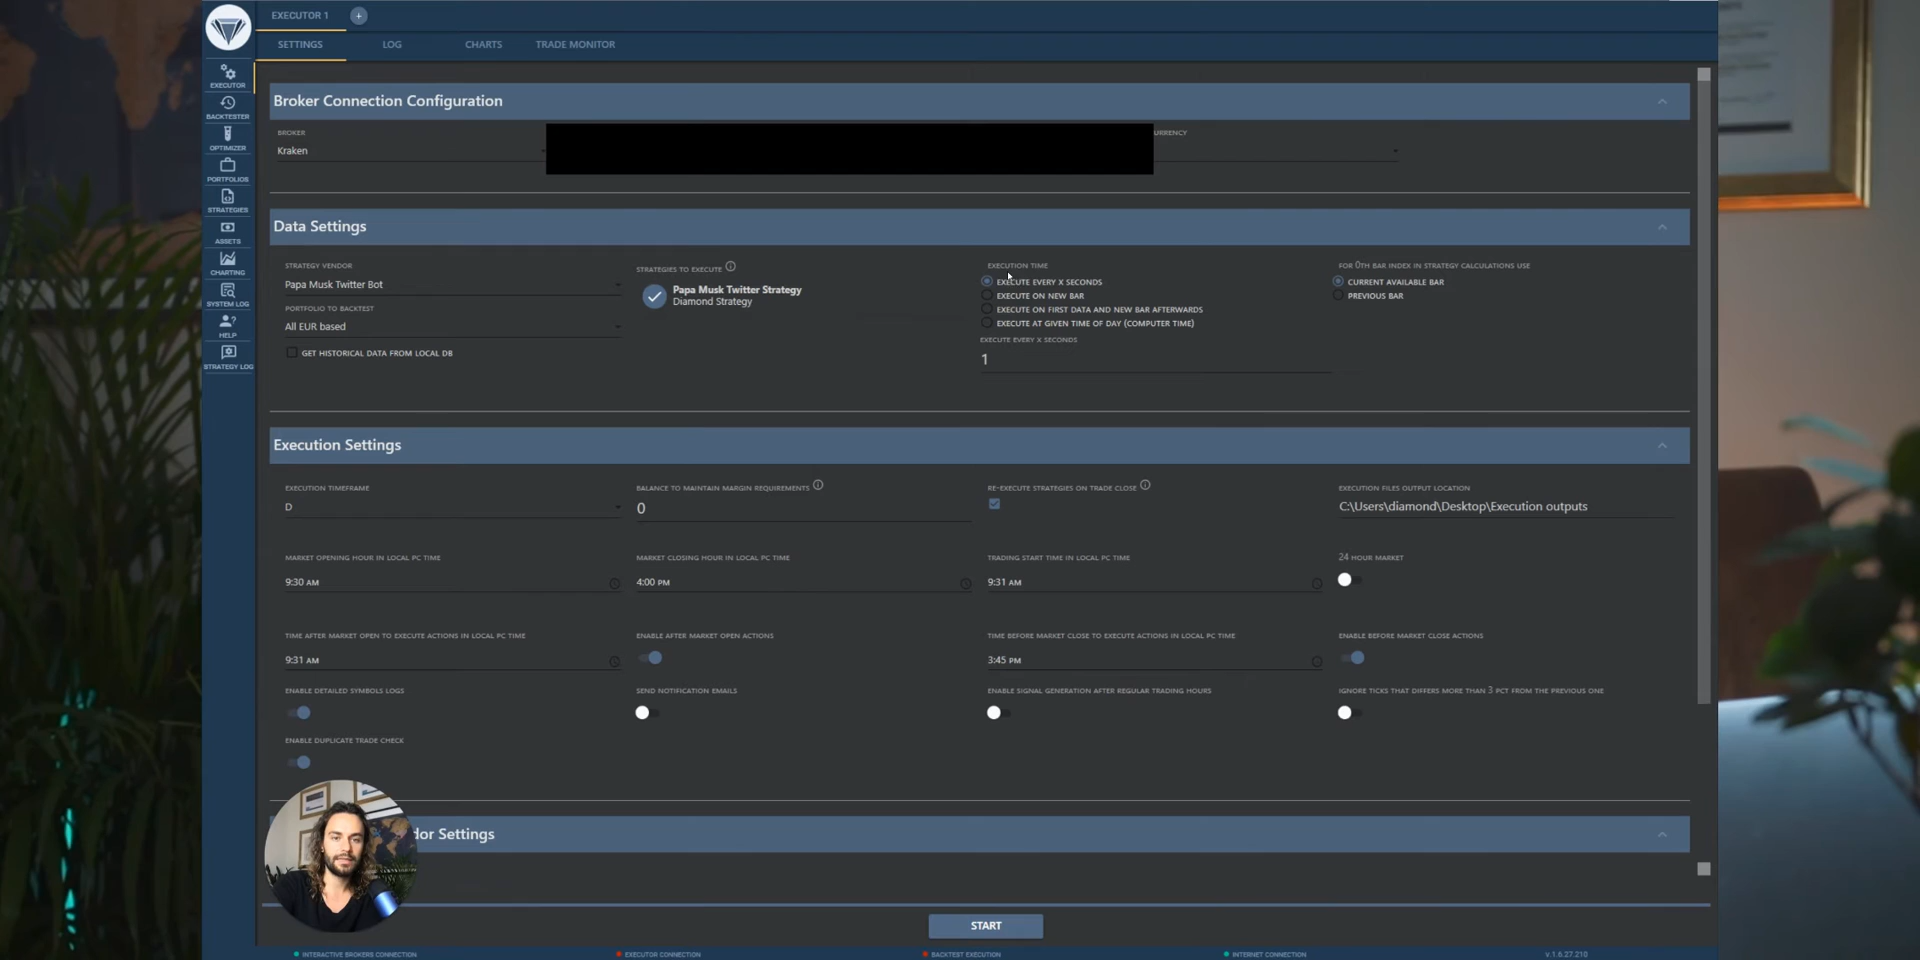 EXECUTOR 1
+
SETTINGS
LOG
CHARTS
TRADE MONITOR
EXECUTOR
BACKTESTER
OPTIMIZER
PORTFOLIOS
STRATEGIES
ASSETS
CHARTING
SYSTEM LOG
HELP
STRATEGY LOG
Broker Connection Configuration
BROKER
URRENCY
Kraken
Data Settings
STRATEGY VENDOR
Papa Musk Twitter Bot
PORTFOLIO TO BACKTEST
All EUR based
GET HISTORICAL DATA FROM LOCAL DB
STRATEGIES TO EXECUTE
Papa Musk Twitter Strategy
Diamond Strategy
EXECUTION TIME
EXECUTE EVERY X SECONDS
EXECUTE ON NEW BAR
EXECUTE ON FIRST DATA AND NEW BAR AFTERWARDS
EXECUTE AT GIVEN TIME OF DAY (COMPUTER TIME)
EXECUTE EVERY X SECONDS
1
FOR 0TH BAR INDEX IN STRATEGY CALCULATIONS USE
CURRENT AVAILABLE BAR
PREVIOUS BAR
Execution Settings
EXECUTION TIMEFRAME
D
BALANCE TO MAINTAIN MARGIN REQUIREMENTS
0
RE-EXECUTE STRATEGIES ON TRADE CLOSE
EXECUTION FILES OUTPUT LOCATION
C:\Users\diamond\Desktop\Execution outputs
MARKET OPENING HOUR IN LOCAL PC TIME
9:30 AM
MARKET CLOSING HOUR IN LOCAL PC TIME
4:00 PM
TRADING START TIME IN LOCAL PC TIME
9:31 AM
24 HOUR MARKET
TIME AFTER MARKET OPEN TO EXECUTE ACTIONS IN LOCAL PC TIME
9:31 AM
ENABLE AFTER MARKET OPEN ACTIONS
TIME BEFORE MARKET CLOSE TO EXECUTE ACTIONS IN LOCAL PC TIME
3:45 PM
ENABLE BEFORE MARKET CLOSE ACTIONS
ENABLE DETAILED SYMBOLS LOGS
SEND NOTIFICATION EMAILS
ENABLE SIGNAL GENERATION AFTER REGULAR TRADING HOURS
IGNORE TICKS THAT DIFFERS MORE THAN 3 PCT FROM THE PREVIOUS ONE
ENABLE DUPLICATE TRADE CHECK
dor Settings
START
INTERACTIVE BROKERS CONNECTION
EXECUTOR CONNECTION
BACKTEST EXECUTION
INTERNET CONNECTION
v.1.6.27.210